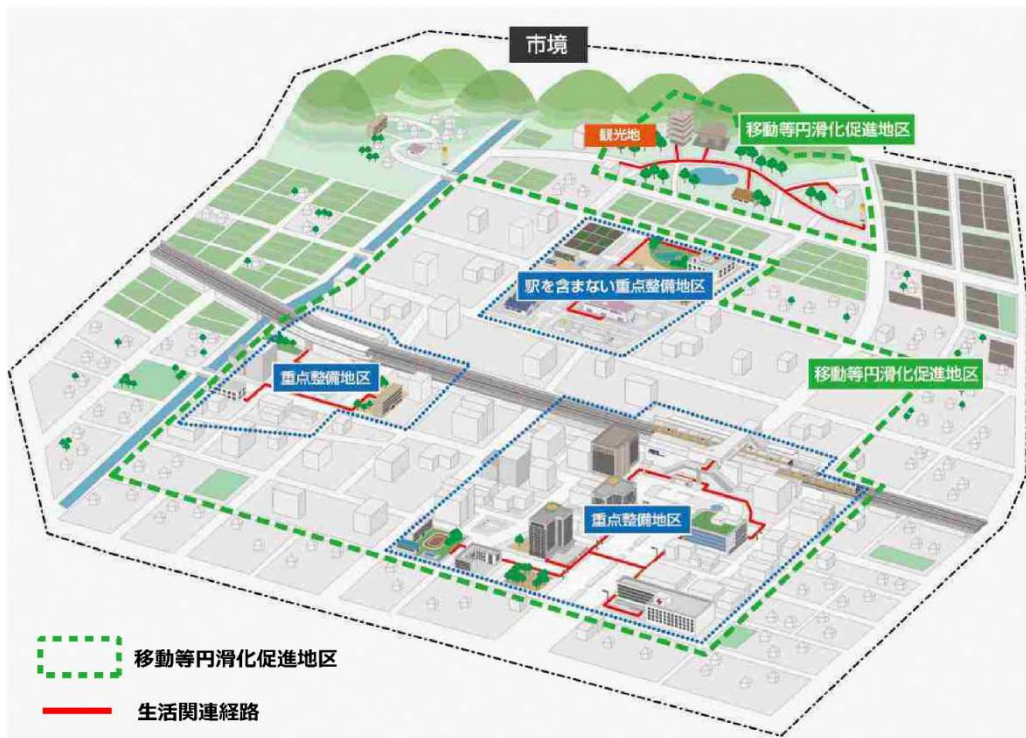 市境
観光地
移動等円滑化促進地区
駅を含まない重点整備地区
重点整備地区
移動等円滑化促進地区
重点整備地区
移動等円滑化促進地区
生活関連経路